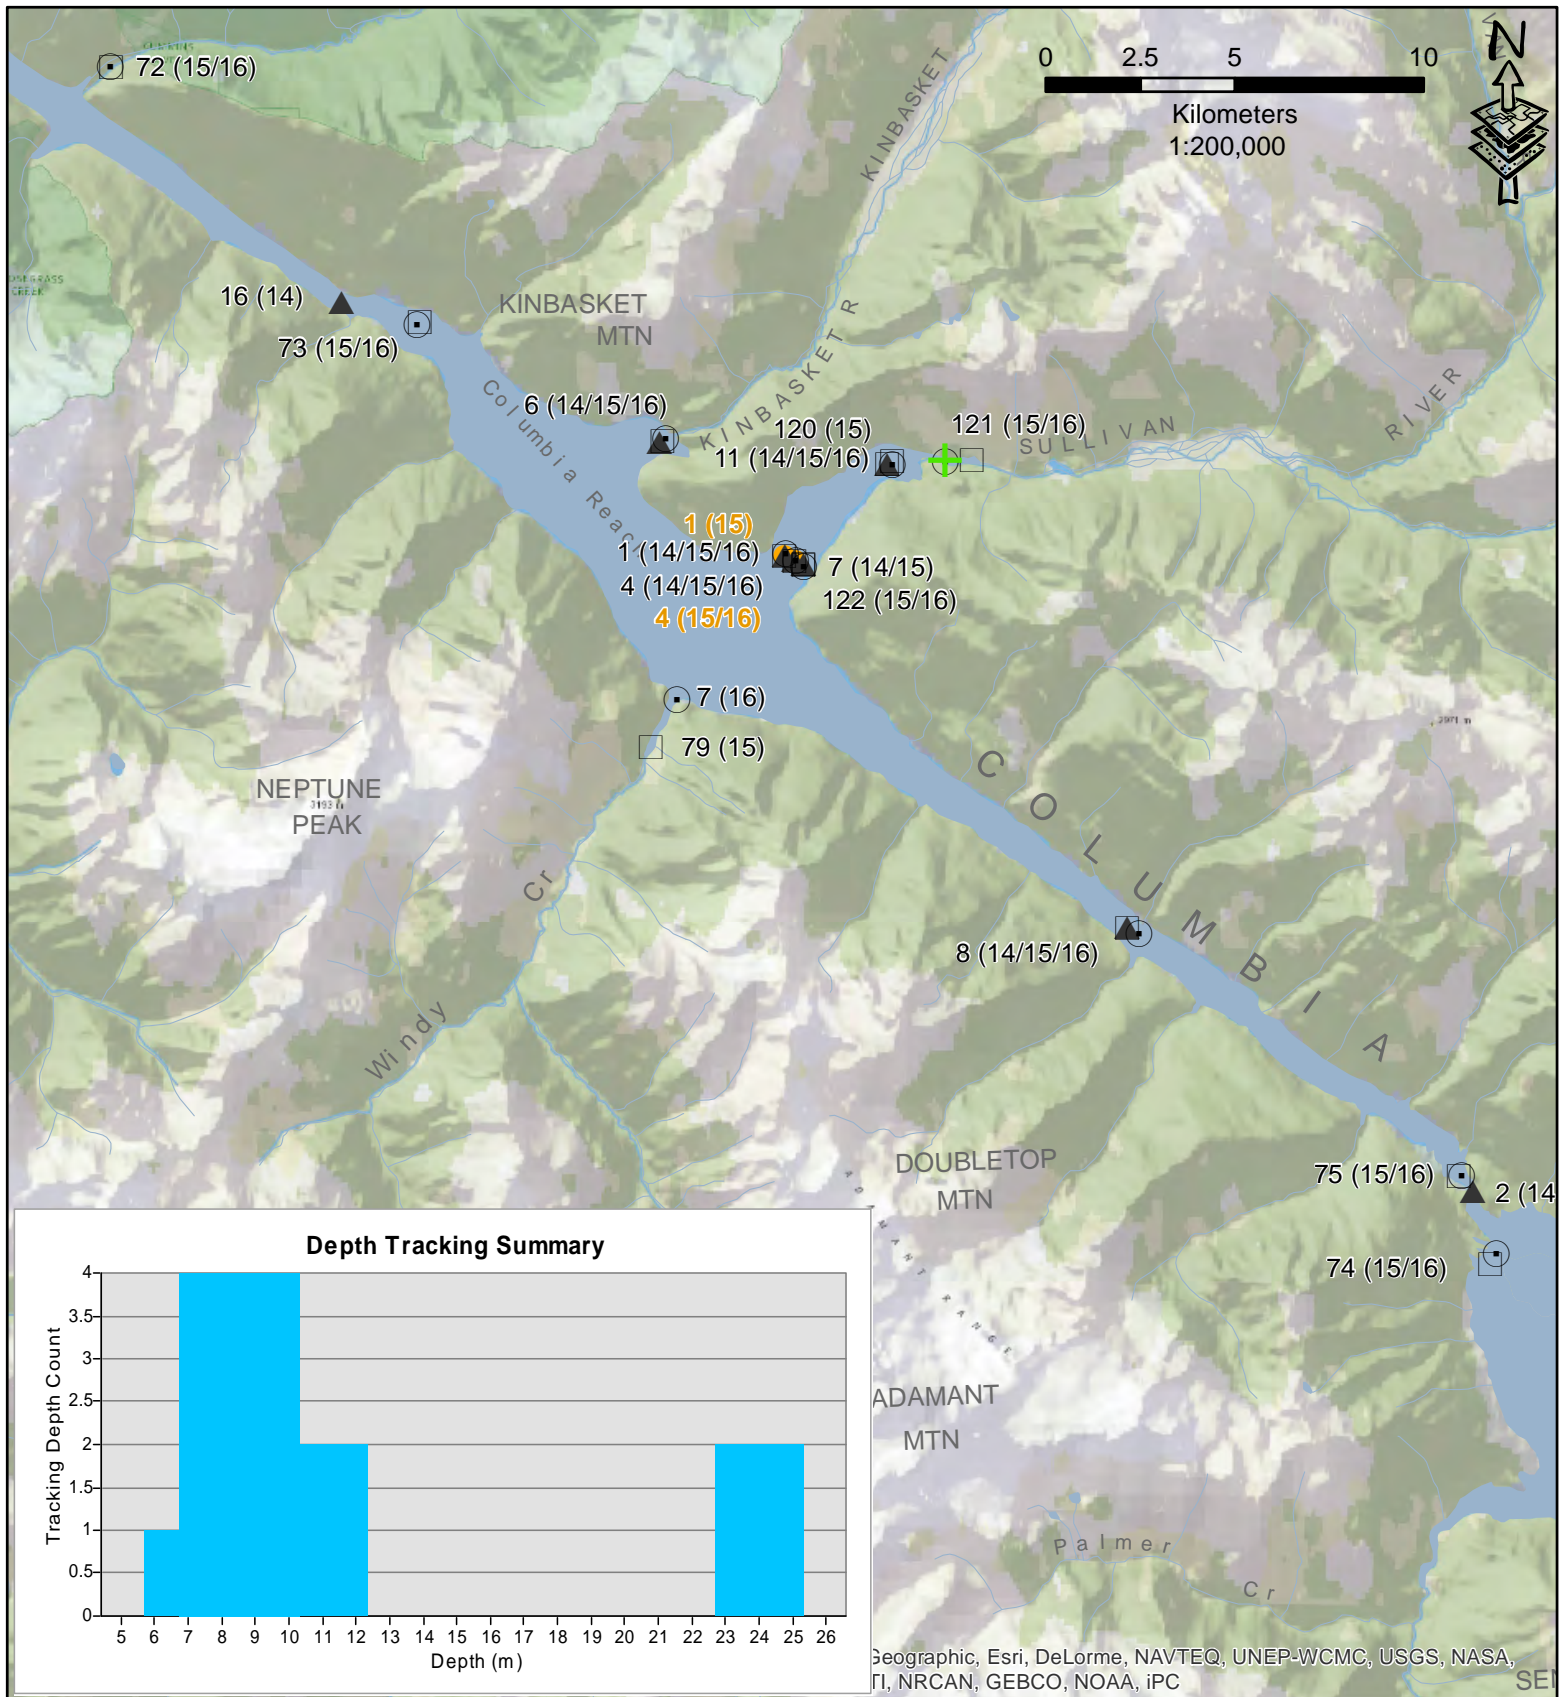 CUMMINS
72 (15/16)
0 2.5 5 10
Kilometers
1:200,000
N
KINBASKET
CREEK
16 (14)
73 (15/16)
KINBASKET
MTN
KINBASKET R
Columbia Reach
6 (14/15/16)
120 (15)
11 (14/15/16)
121 (15/16)
SULLIVAN
RIVER
1 (15)
1 (14/15/16)
4 (14/15/16)
4 (15/16)
7 (14/15)
122 (15/16)
7 (16)
79 (15)
NEPTUNE
3193 m
PEAK
COLUMBIA
Windy Cr
8 (14/15/16)
DOUBLETOP
MTN
75 (15/16)
2 (14
74 (15/16)
ADAMANT RANGE
ADAMANT
MTN
Palmer
Cr
Depth Tracking Summary
Tracking Depth Count
4
3.5
3
2.5
2
1.5
1
0.5
0
5 6 7 8 9 10 11 12 13 14 15 16 17 18 19 20 21 22 23 24 25 26
Depth (m)
Geographic, Esri, DeLorme, NAVTEQ, UNEP-WCMC, USGS, NASA,
TI, NRCAN, GEBCO, NOAA, iPC
SEN